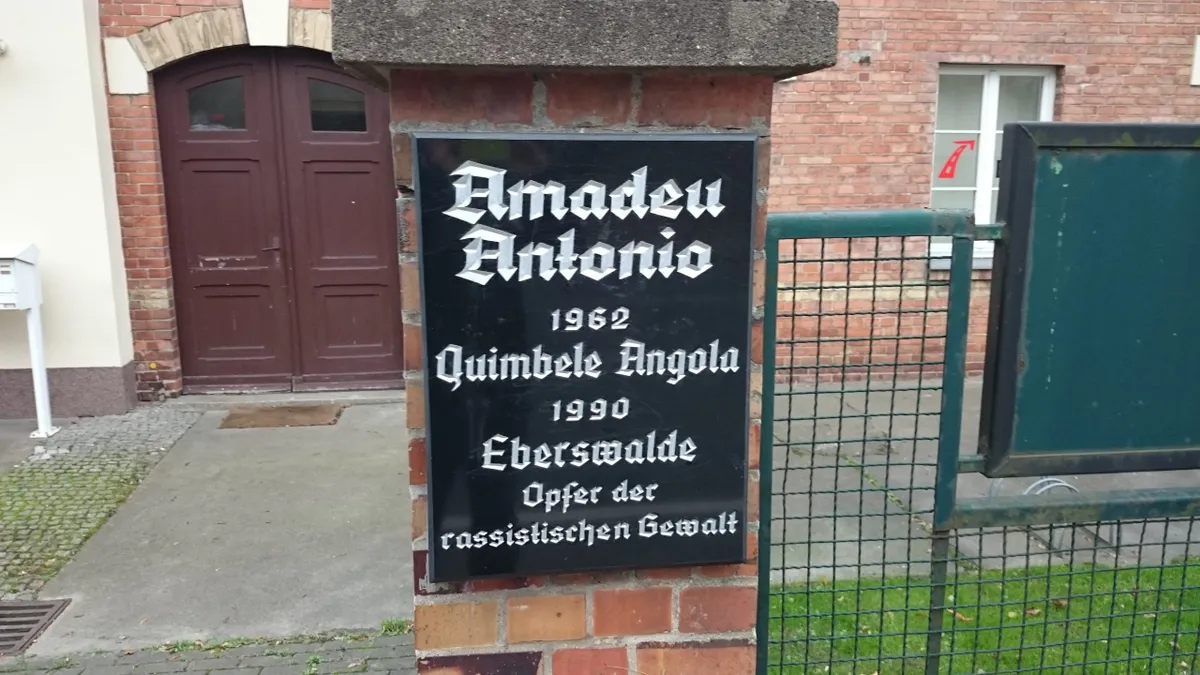 Amadeu
Antonio
1962
Quimbele Angola
1990
Eberswalde
Opfer der
rassistischen Gewalt